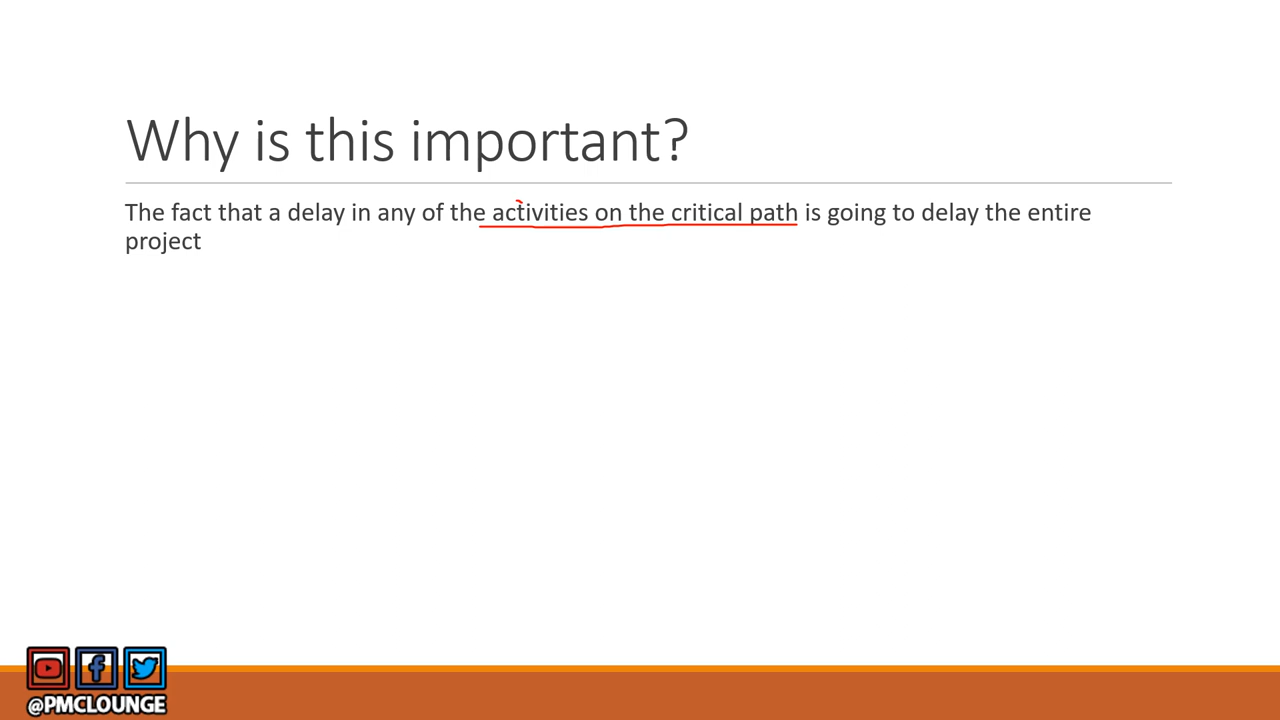 Why is this important?
The fact that a delay in any of the activities on the critical path is going to delay the entire
project
@PMCLOUNGE